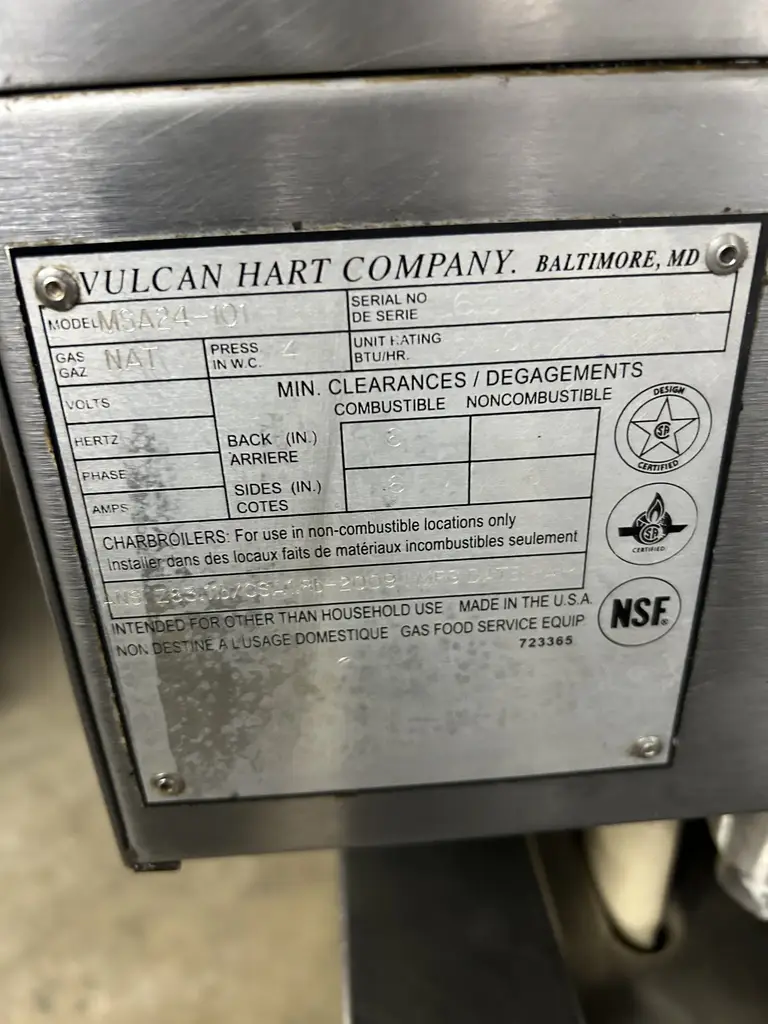 VULCAN HART COMPANY. BALTIMORE, MD
MODEL MSA24-101
SERIAL NO
DE SERIE
GAS
GAZ
NAT
PRESS
IN W.C.
4
UNIT RATING
BTU/HR.
VOLTS
HERTZ
PHASE
AMPS
MIN. CLEARANCES / DEGAGEMENTS
COMBUSTIBLE NONCOMBUSTIBLE
BACK (IN.) 6
ARRIERE
SIDES (IN.) 6
COTES
CHARBROILERS: For use in non-combustible locations only
Installer dans des locaux faits de matériaux incombustibles seulement
INTENDED FOR OTHER THAN HOUSEHOLD USE MADE IN THE U.S.A.
NON DESTINE A L'USAGE DOMESTIQUE GAS FOOD SERVICE EQUIP
723365
DESIGN
CERTIFIED
CERTIFIED
NSF®